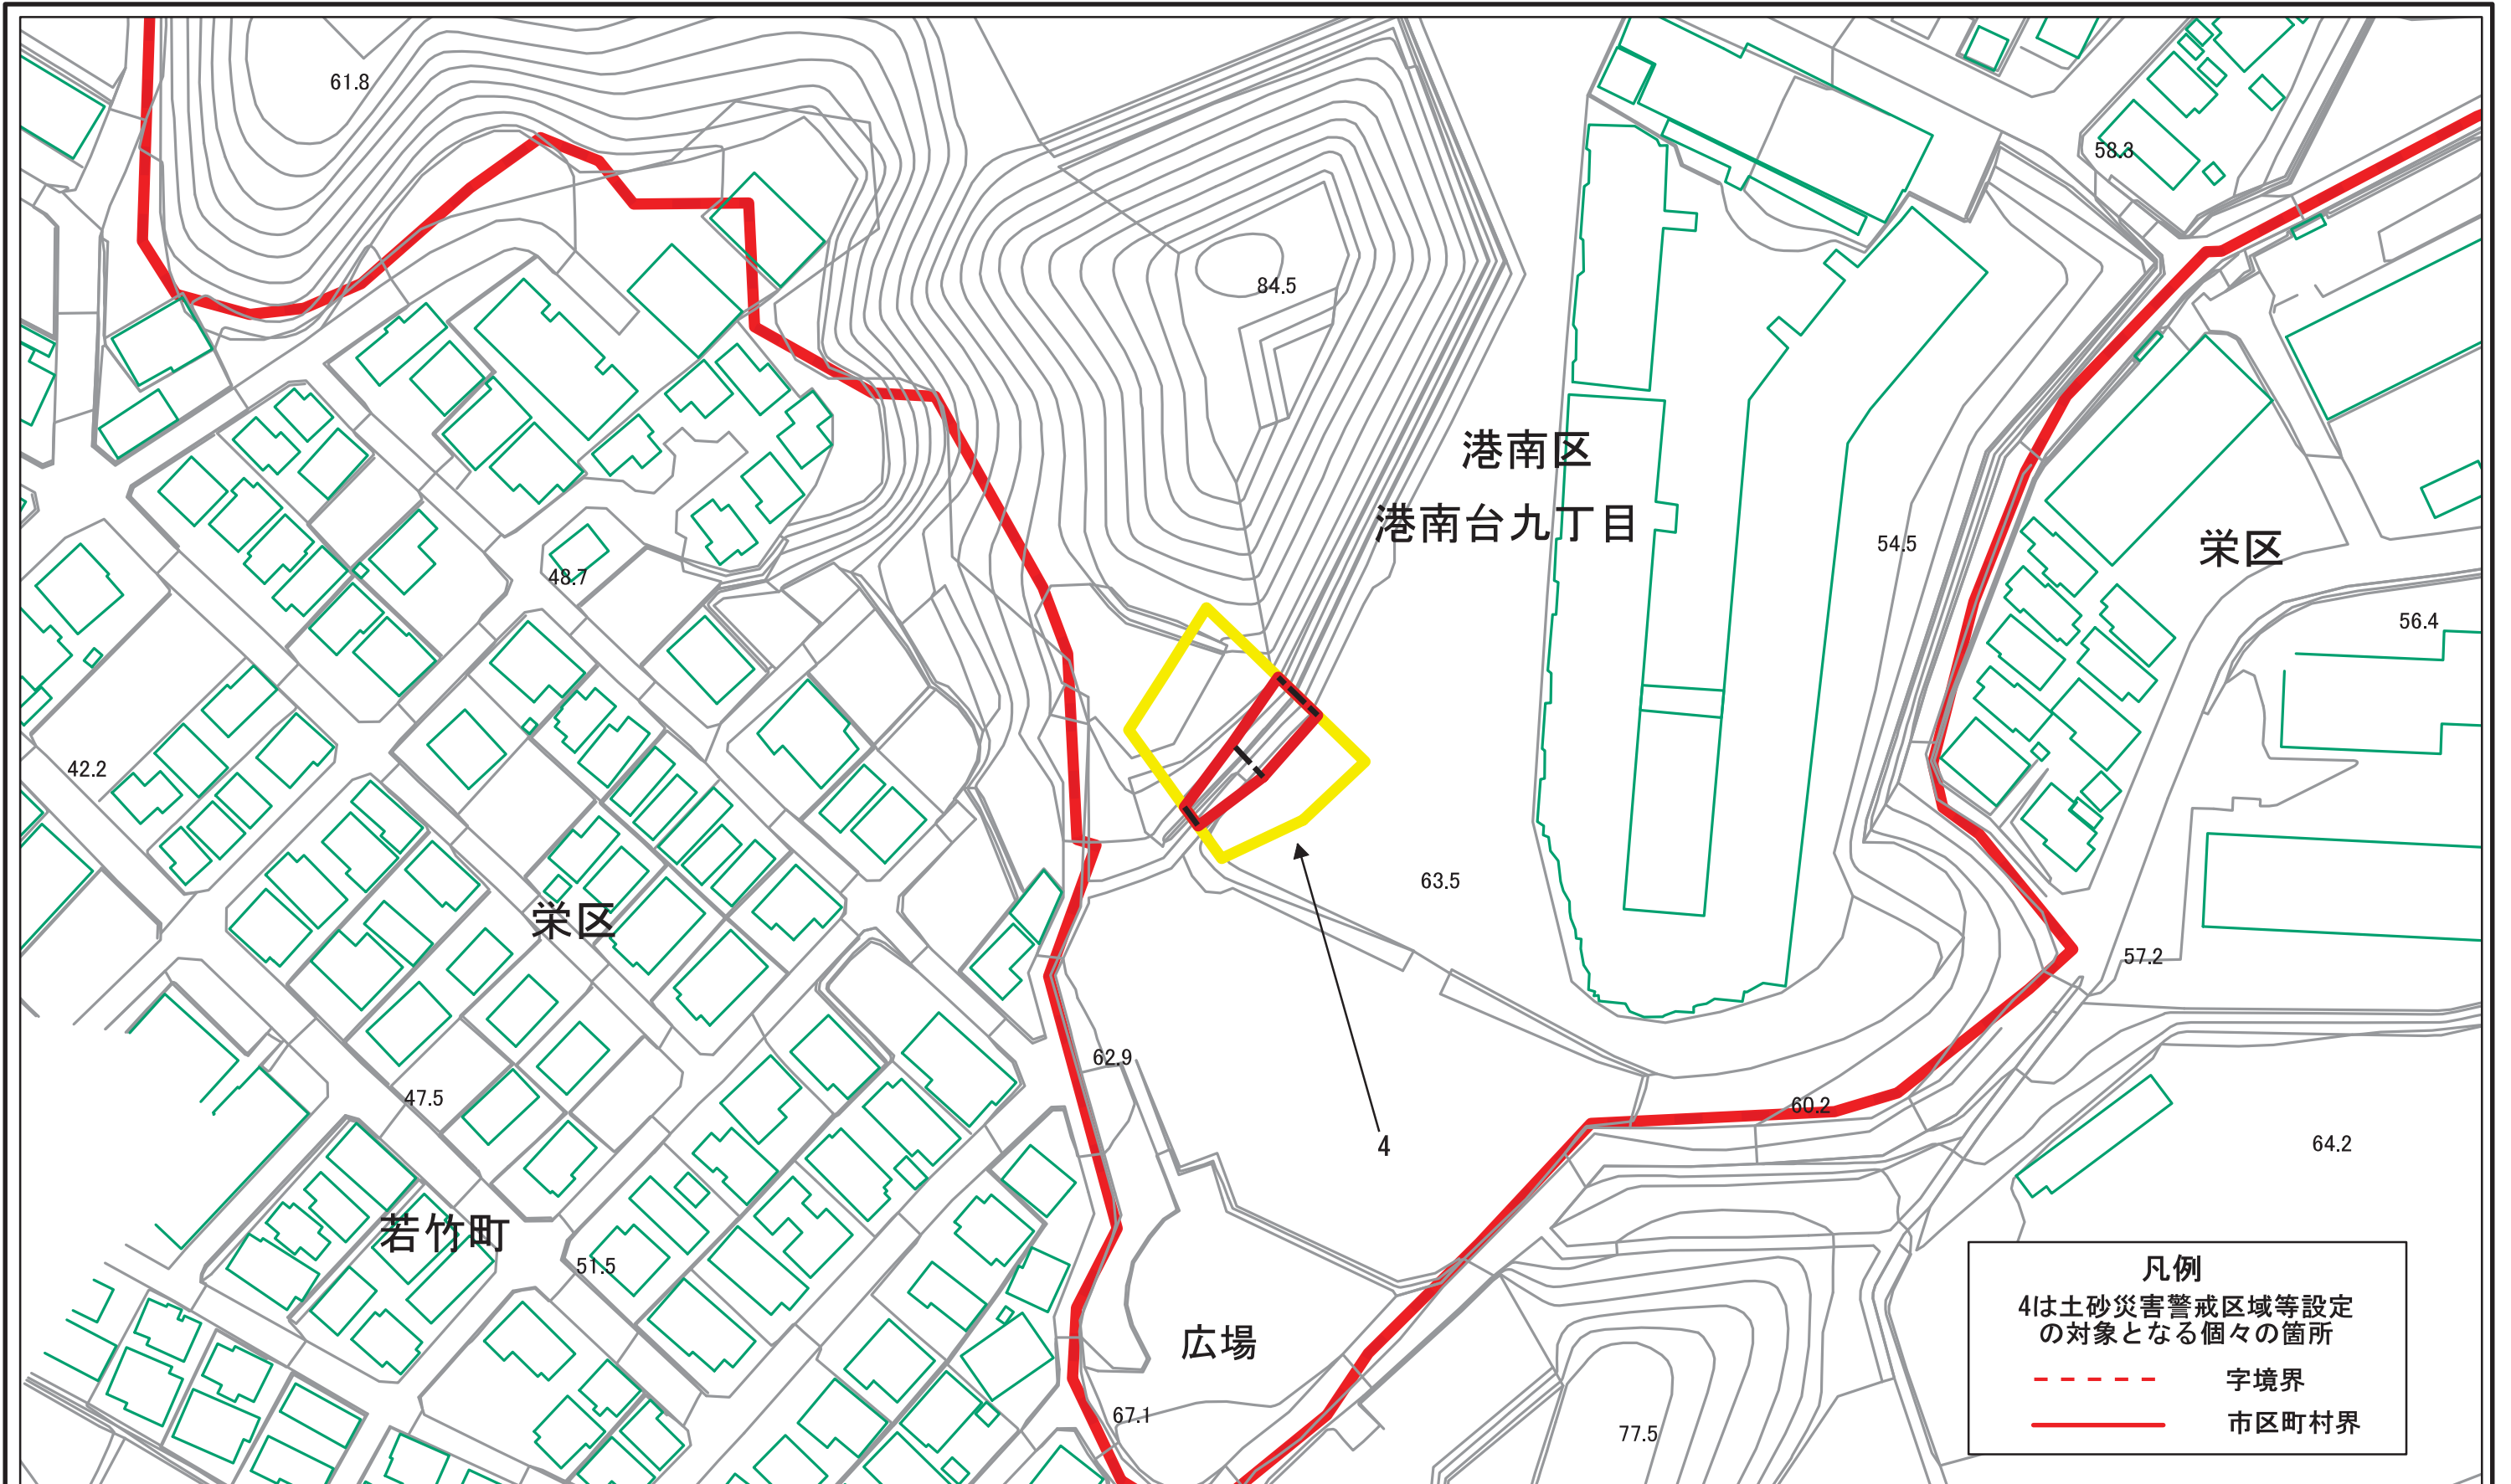 61.8
58.3
84.5
港南区
港南台九丁目
54.5
栄区
48.7
56.4
42.2
63.5
栄区
57.2
62.9
47.5
60.2
4
64.2
若竹町
51.5
広場
67.1
77.5
凡例
4は土砂災害警戒区域等設定
の対象となる個々の箇所
字境界
市区町村界